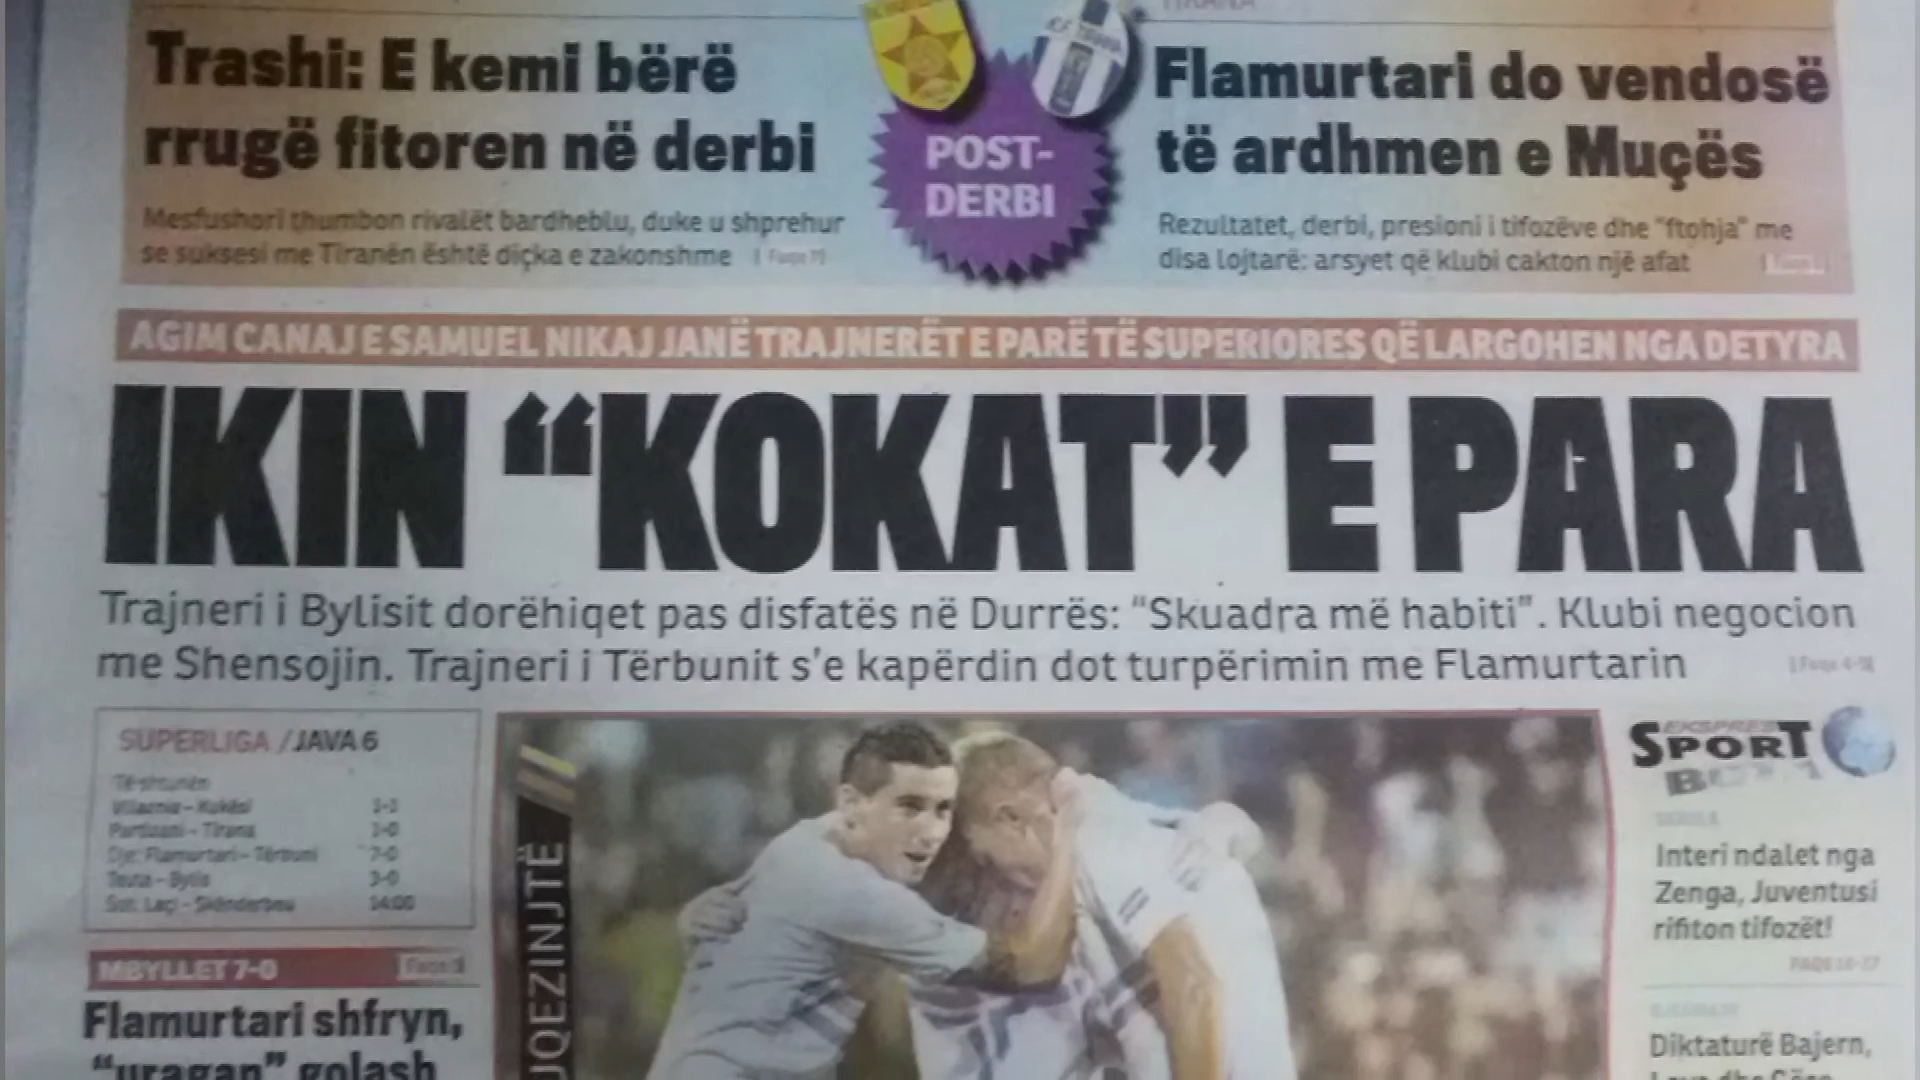 Trashi: E kemi bërë
rrugë fitoren në derbi
Mesfushori thumbon rivalët bardheblu, duke u shprehur
se suksesi me Tiranën është diçka e zakonshme
POST-
DERBI
TIRANA
Flamurtari do vendosë
të ardhmen e Muçës
Rezultatet, derbi, presioni i tifozëve dhe "ftohja" me
disa lojtarë: arsyet që klubi cakton një afat
AGIM CANAJ E SAMUEL NIKAJ JANË TRAJNERËT E PARË TË SUPERIORES QË LARGOHEN NGA DETYRA
IKIN “KOKAT” E PARA
Trajneri i Bylisit dorëhiqet pas disfatës në Durrës: "Skuadra më habiti". Klubi negocion
me Shensojin. Trajneri i Tërbunit s'e kapërdin dot turpërimin me Flamurtarin
SUPERLIGA / JAVA 6
Të shtunën
Vllaznia - Kukësi 1-1
Partizani - Tirana 1-0
Dje: Flamurtari - Tërbuni 7-0
Teuta - Bylis 3-0
Sot: Laçi - Skënderbeu 14:00
MBYLLET 7-0
Flamurtari shfryn,
“uragan” golash
UQEZINJTË
SPORT
Interi ndalet nga
Zenga, Juventusi
rifiton tifozët!
Diktaturë Bajern,